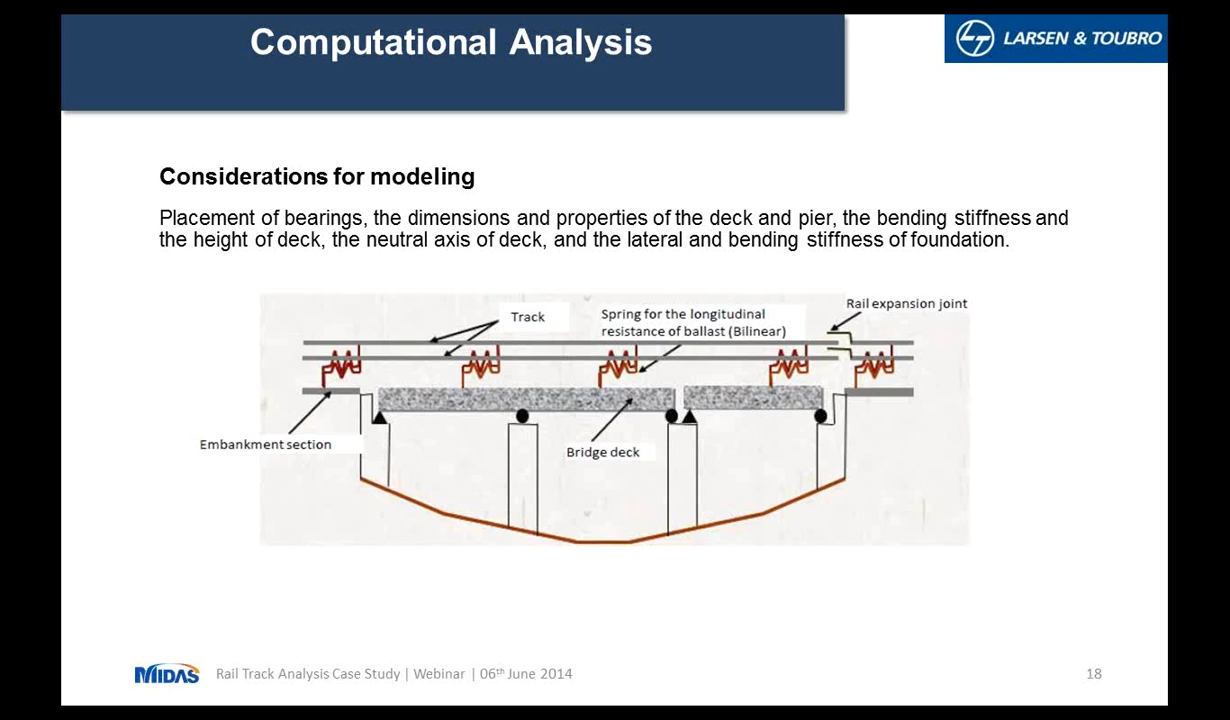 Computational Analysis
LARSEN & TOUBRO
Considerations for modeling
Placement of bearings, the dimensions and properties of the deck and pier, the bending stiffness and
the height of deck, the neutral axis of deck, and the lateral and bending stiffness of foundation.
Rail expansion joint
Track
Spring for the longitudinal
resistance of ballast (Bilinear)
Embankment section
Bridge deck
MIDAS
Rail Track Analysis Case Study | Webinar | 06th June 2014
18